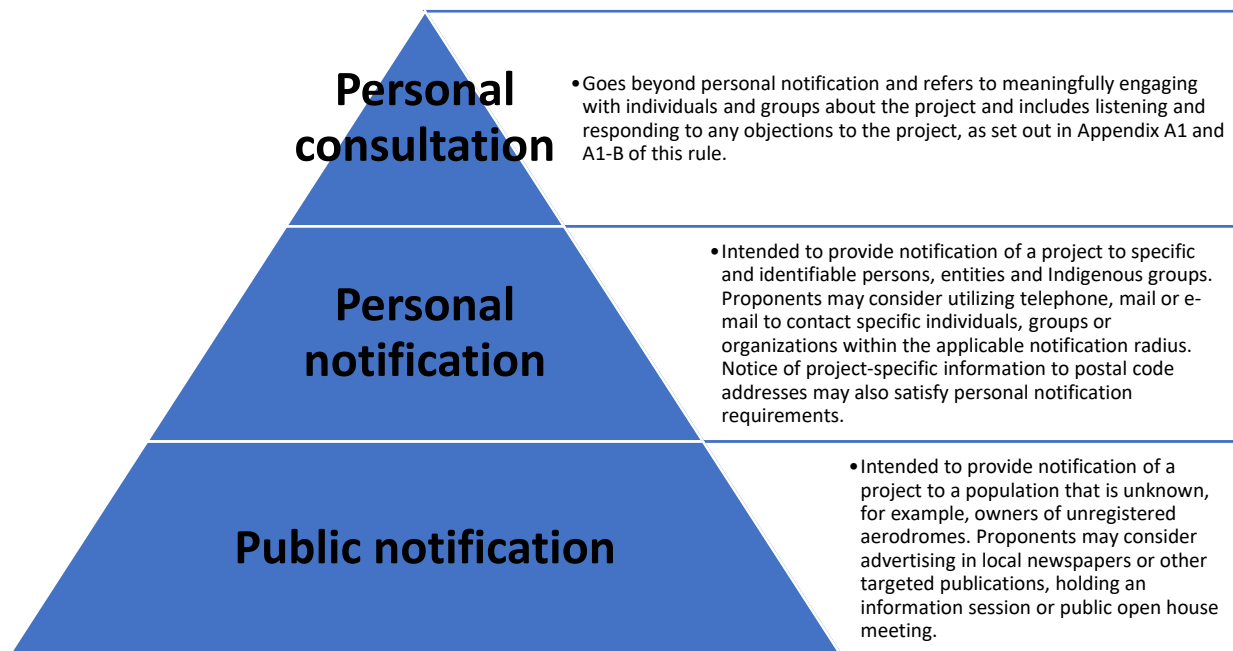 Personal
consultation
•Goes beyond personal notification and refers to meaningfully engaging
with individuals and groups about the project and includes listening and
responding to any objections to the project, as set out in Appendix A1 and
A1-B of this rule.
Personal
notification
•Intended to provide notification of a project to specific
and identifiable persons, entities and Indigenous groups.
Proponents may consider utilizing telephone, mail or e-
mail to contact specific individuals, groups or
organizations within the applicable notification radius.
Notice of project-specific information to postal code
addresses may also satisfy personal notification
requirements.
Public notification
•Intended to provide notification of a
project to a population that is unknown,
for example, owners of unregistered
aerodromes. Proponents may consider
advertising in local newspapers or other
targeted publications, holding an
information session or public open house
meeting.